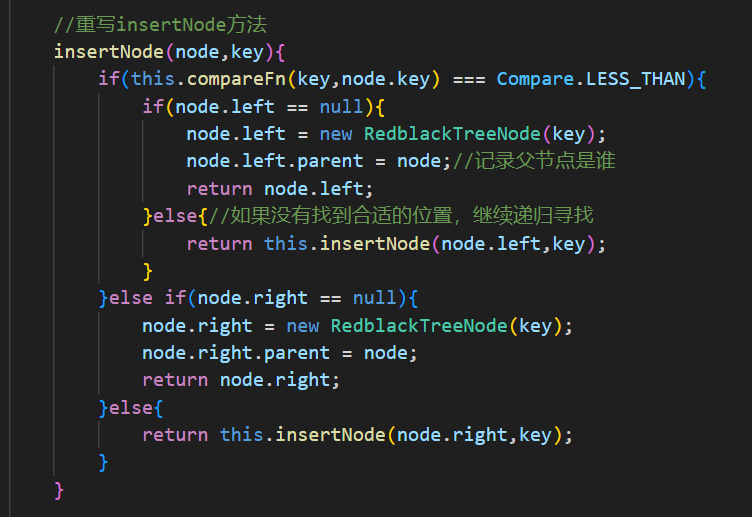 //重写insertNode方法
insertNode(node,key){
    if(this.compareFn(key,node.key) === Compare.LESS_THAN){
        if(node.left == null){
            node.left = new RedblackTreeNode(key);
            node.left.parent = node;//记录父节点是谁
            return node.left;
        }else{//如果没有找到合适的位置，继续递归寻找
            return this.insertNode(node.left,key);
        }
    }else if(node.right == null){
        node.right = new RedblackTreeNode(key);
        node.right.parent = node;
        return node.right;
    }else{
        return this.insertNode(node.right,key);
    }
}